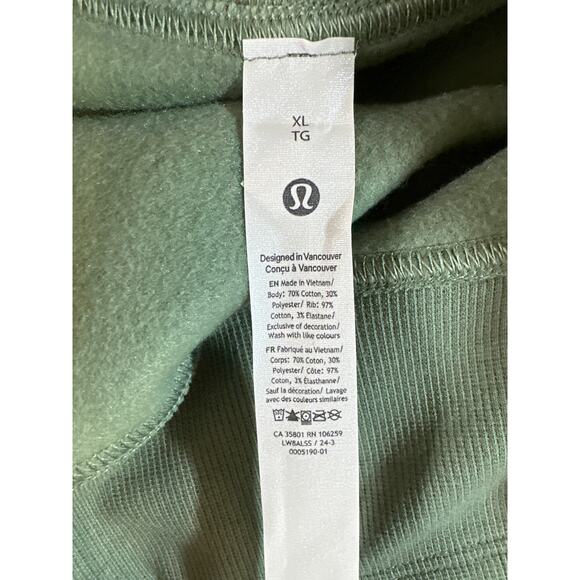 XL
TG
Designed in Vancouver
Conçu à Vancouver
EN Made in Vietnam/
Body: 70% Cotton, 30%
Polyester/ Rib: 97%
Cotton, 3% Elastane/
Exclusive of decoration/
Wash with like colours
FR Fabriqué au Vietnam/
Corps: 70% Coton, 30%
Polyester/ Côte: 97%
Coton, 3% Élasthanne/
Sauf la décoration/ Lavage
avec des couleurs similaires
CA 35801 RN 106259
LW8ALSS / 24-3
0005190-01